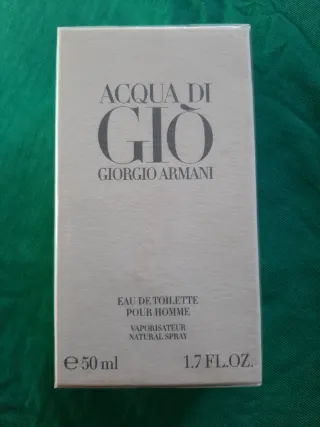 ACQUA DI
GIÒ
GIORGIO ARMANI
EAU DE TOILETTE
POUR HOMME
VAPORISATEUR
NATURAL SPRAY
℮50 ml 1.7 FL.OZ.